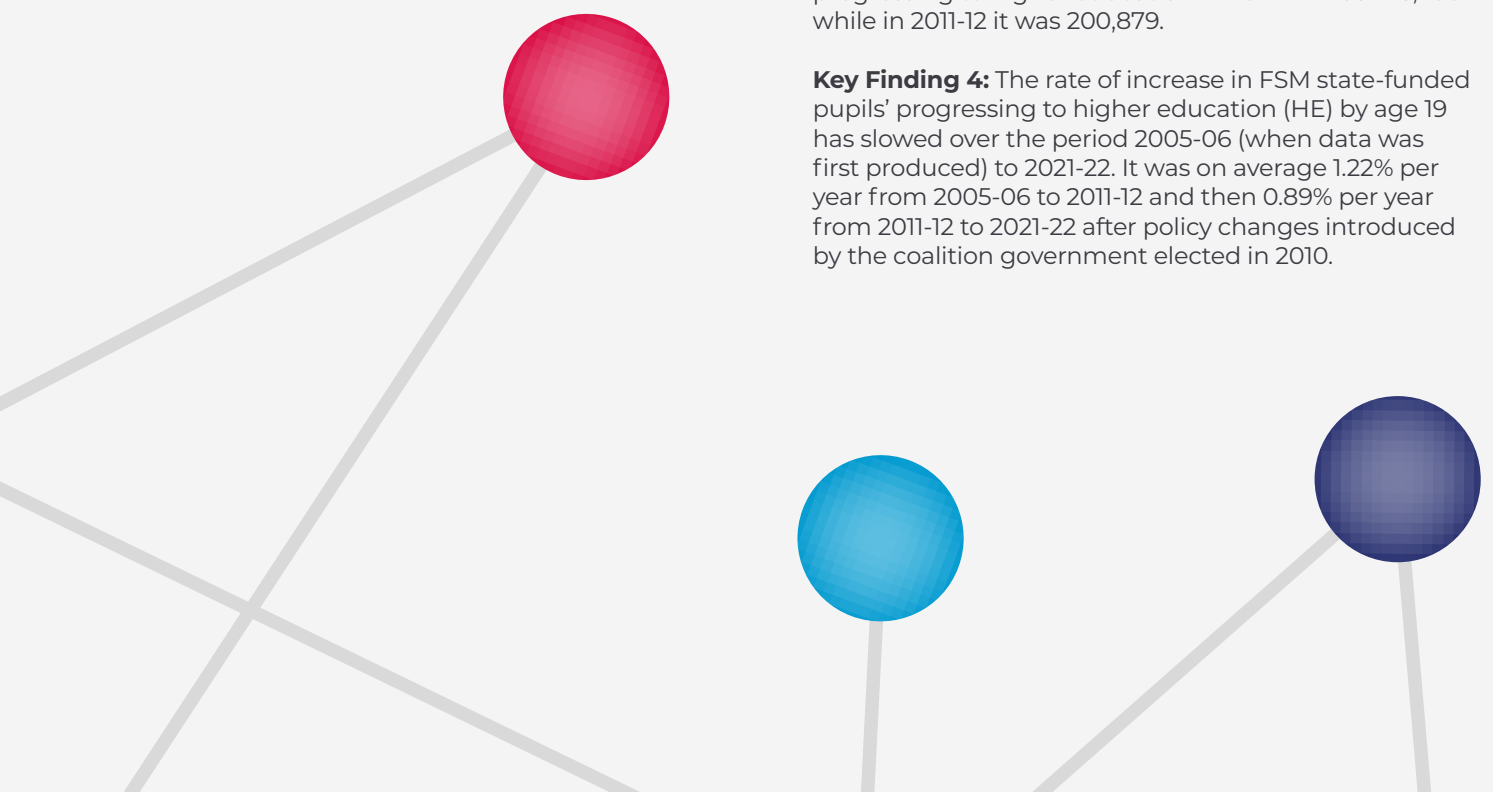 while in 2011-12 it was 200,879.
Key Finding 4: The rate of increase in FSM state-funded
pupils’ progressing to higher education (HE) by age 19
has slowed over the period 2005-06 (when data was
first produced) to 2021-22. It was on average 1.22% per
year from 2005-06 to 2011-12 and then 0.89% per year
from 2011-12 to 2021-22 after policy changes introduced
by the coalition government elected in 2010.